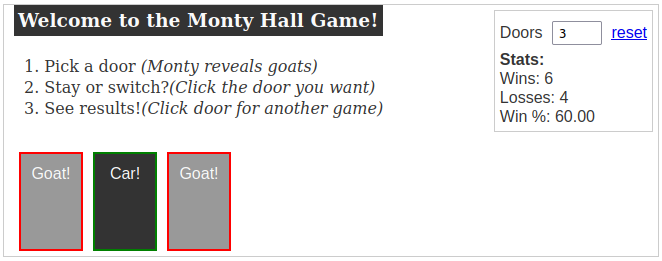 Welcome to the Monty Hall Game!
1. Pick a door (Monty reveals goats)
2. Stay or switch?(Click the door you want)
3. See results!(Click door for another game)
Doors 3 reset
Stats:
Wins: 6
Losses: 4
Win %: 60.00
Goat! Car! Goat!